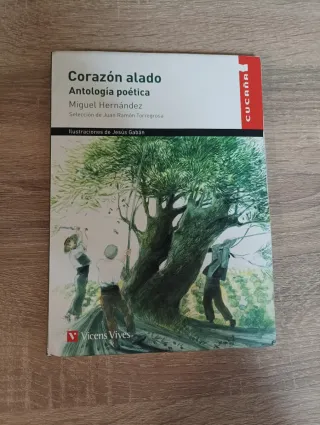 Corazón alado
Antología poética
Miguel Hernández
Selección de Juan Ramón Torregrosa
Ilustraciones de Jesús Gabán
CUCAÑA
Vicens Vives